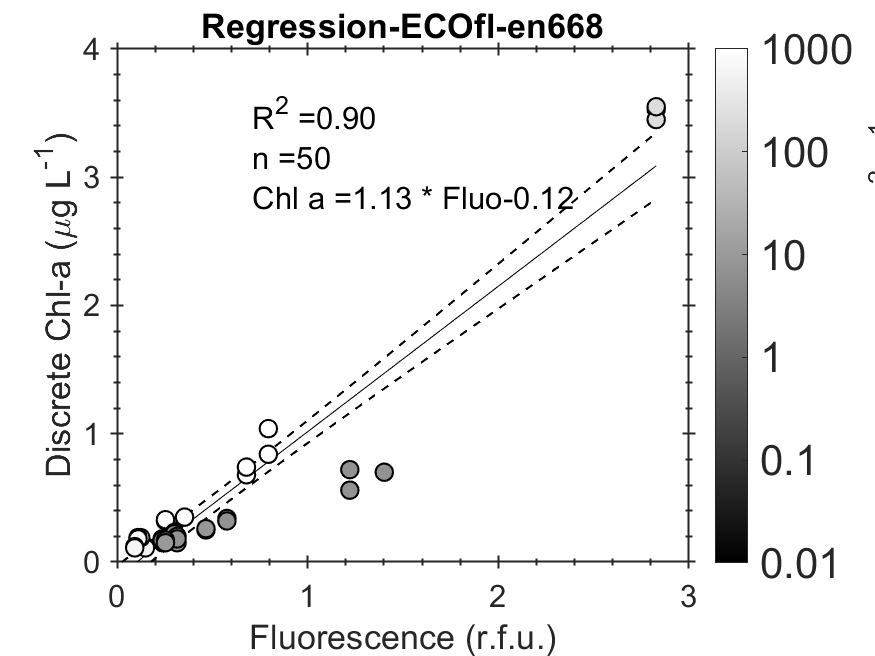 Regression-ECOfl-en668
R2 =0.90
n =50
Chl a =1.13 * Fluo-0.12
Discrete Chl-a (µg L-1)
4
3
2
1
0
0 1 2 3
Fluorescence (r.f.u.)
1000
100
10
1
0.1
0.01